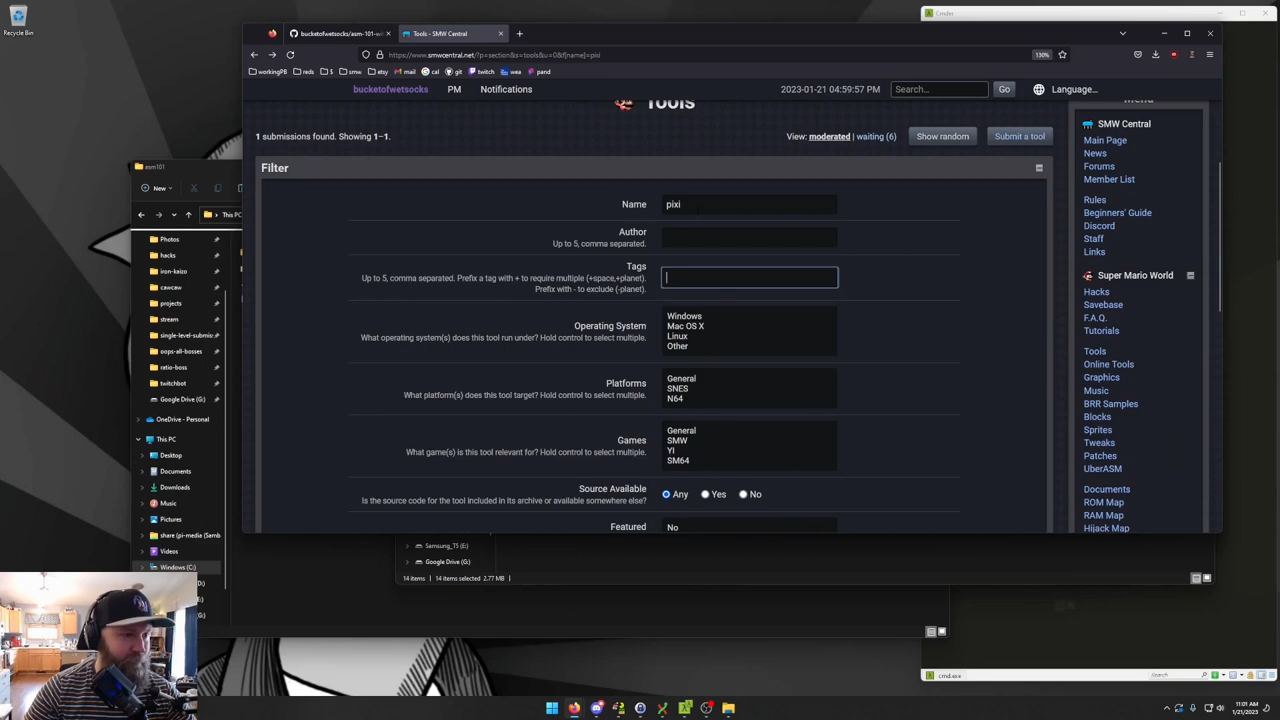 Recycle Bin
Cmder
bucketofwetsocks/asm-101-wi
Tools - SMW Central
https://www.smwcentral.net/?p=section&s=tools&u=0&f[name]=pixi
130%
workingPB
reds
$
smw
etsy
mail
cal
git
twitch
wea
pand
bucketofwetsocks
PM
Notifications
2023-01-21 04:59:57 PM
Search...
Go
Language...
Tools
1 submissions found. Showing 1–1.
View: moderated | waiting (6)
Show random
Submit a tool
Filter
Name
pixi
Author
Up to 5, comma separated.
Tags
Up to 5, comma separated. Prefix a tag with + to require multiple (+space,+planet).
Prefix with - to exclude (-planet).
Operating System
What operating system(s) does this tool run under? Hold control to select multiple.
Windows
Mac OS X
Linux
Other
Platforms
What platform(s) does this tool target? Hold control to select multiple.
General
SNES
N64
Games
What game(s) is this tool relevant for? Hold control to select multiple.
General
SMW
YI
SM64
Source Available
Is the source code for the tool included in its archive or available somewhere else?
Any
Yes
No
Featured
No
Menu
SMW Central
Main Page
News
Forums
Member List
Rules
Beginners' Guide
Discord
Staff
Links
Super Mario World
Hacks
Savebase
F.A.Q.
Tutorials
Tools
Online Tools
Graphics
Music
BRR Samples
Blocks
Sprites
Tweaks
Patches
UberASM
Documents
ROM Map
RAM Map
Hijack Map
asm101
New
This PC
Photos
hacks
iron-kaizo
cawcaw
projects
stream
single-level-submis
oops-all-bosses
ratio-boss
twitchbot
Google Drive (G:)
OneDrive - Personal
This PC
Desktop
Documents
Downloads
Music
Pictures
share (pi-media (Samb
Videos
Windows (C:)
D:)
E:)
G:)
Samsung_T5 (E:)
Google Drive (G:)
14 items
14 items selected 2.77 MB
cmd.exe
Search
11:01 AM
1/21/2023